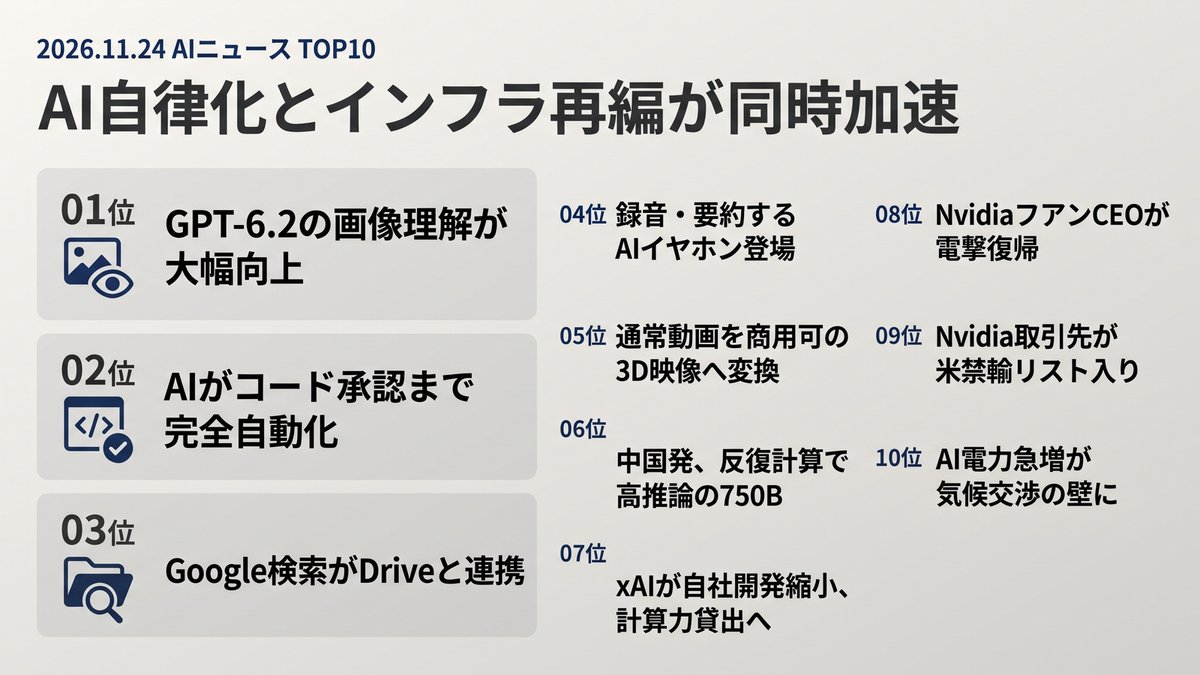 2026.11.24 AIニュース TOP10
AI自律化とインフラ再編が同時加速
01位
GPT-6.2の画像理解が
大幅向上
02位
AIがコード承認まで
完全自動化
03位
Google検索がDriveと連携
04位
録音・要約する
AIイヤホン登場
05位
通常動画を商用可の
3D映像へ変換
06位
中国発、反復計算で
高推論の750B
07位
xAIが自社開発縮小、
計算力貸出へ
08位
NvidiaフアンCEOが
電撃復帰
09位
Nvidia取引先が
米禁輸リスト入り
10位
AI電力急増が
気候交渉の壁に